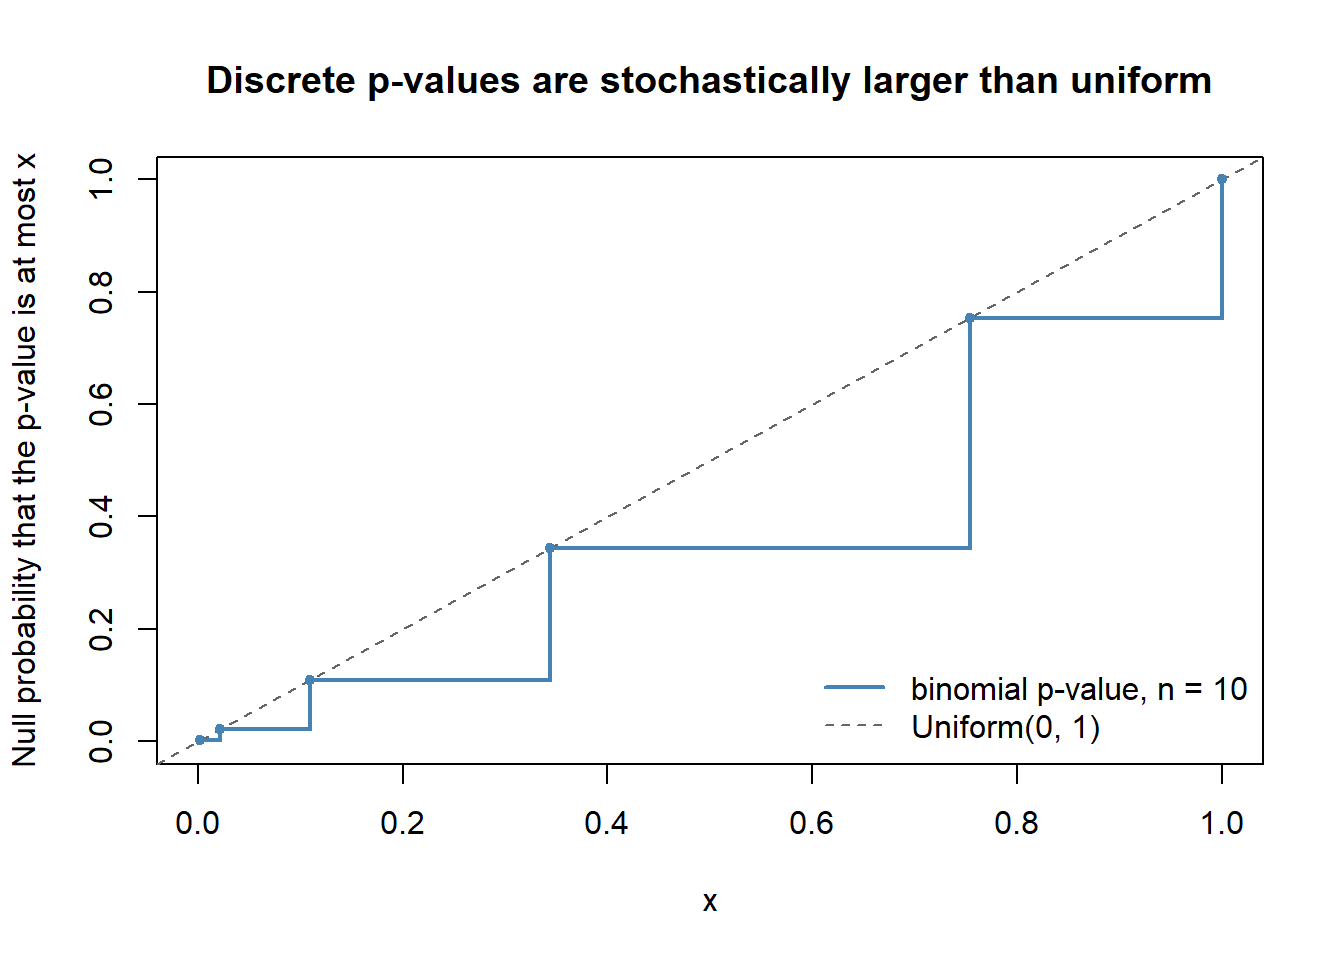 Discrete p-values are stochastically larger than uniform
Null probability that the p-value is at most x
1.0
0.8
0.6
0.4
0.2
0.0
binomial p-value, n = 10
Uniform(0, 1)
0.0 0.2 0.4 0.6 0.8 1.0
x